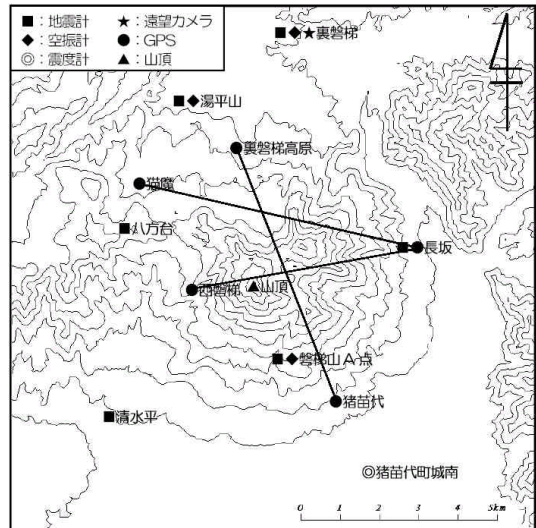 ■：地震計 ★：遠望カメラ
◆：空振計 ●：GPS
◎：震度計 ▲：山頂
裏磐梯
湯平山
裏磐梯高原
猫魔
八方台
長坂
西磐梯
山頂
磐梯山A点
猪苗代
清水平
猪苗代町城南
0 1 2 3 4 5km